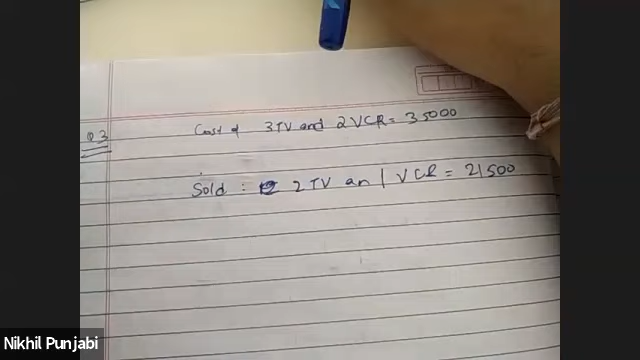 Q3
Cost of 3TV and 2VCR = 35000
Sold : 2TV an 1 VCR = 21500
Nikhil Punjabi